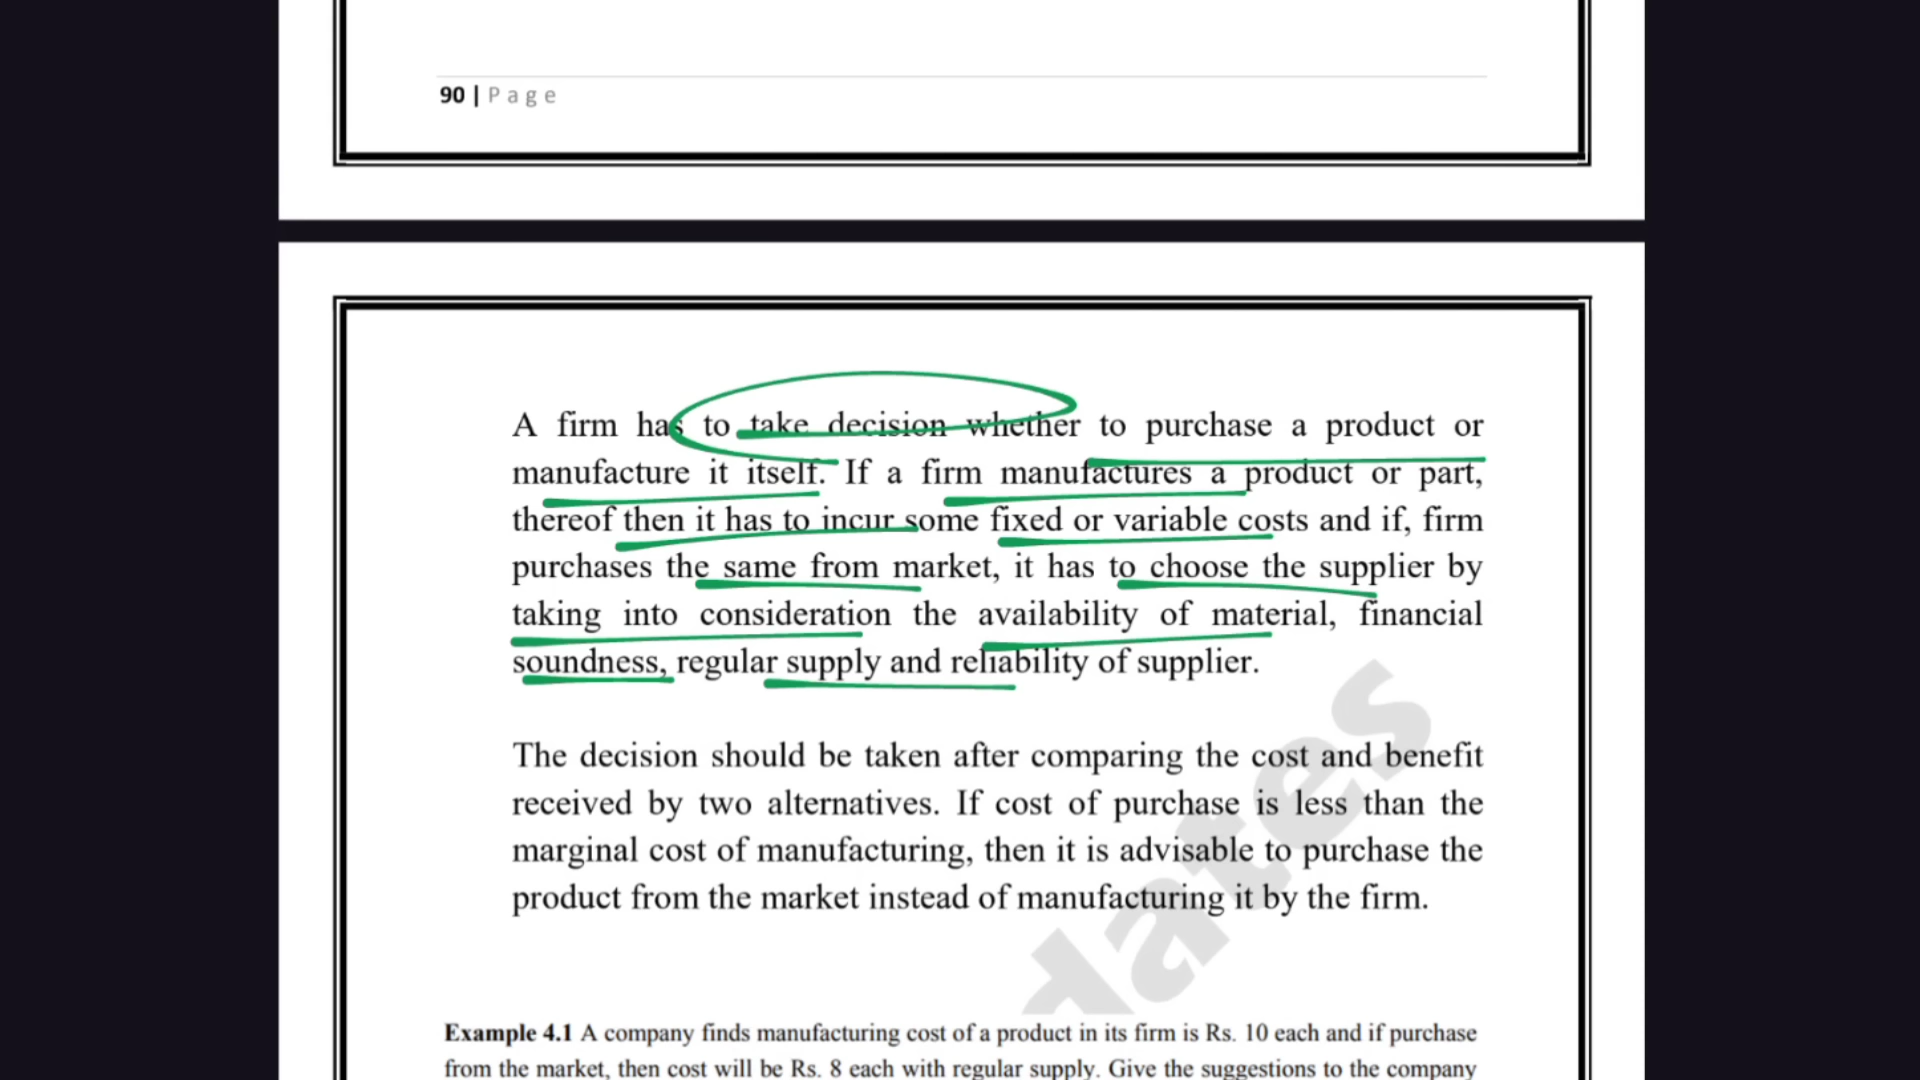 90 | Page
A firm has to take decision whether to purchase a product or
manufacture it itself. If a firm manufactures a product or part,
thereof then it has to incur some fixed or variable costs and if, firm
purchases the same from market, it has to choose the supplier by
taking into consideration the availability of material, financial
soundness, regular supply and reliability of supplier.
The decision should be taken after comparing the cost and benefit
received by two alternatives. If cost of purchase is less than the
marginal cost of manufacturing, then it is advisable to purchase the
product from the market instead of manufacturing it by the firm.
dates
Example 4.1 A company finds manufacturing cost of a product in its firm is Rs. 10 each and if purchase
from the market, then cost will be Rs. 8 each with regular supply. Give the suggestions to the company